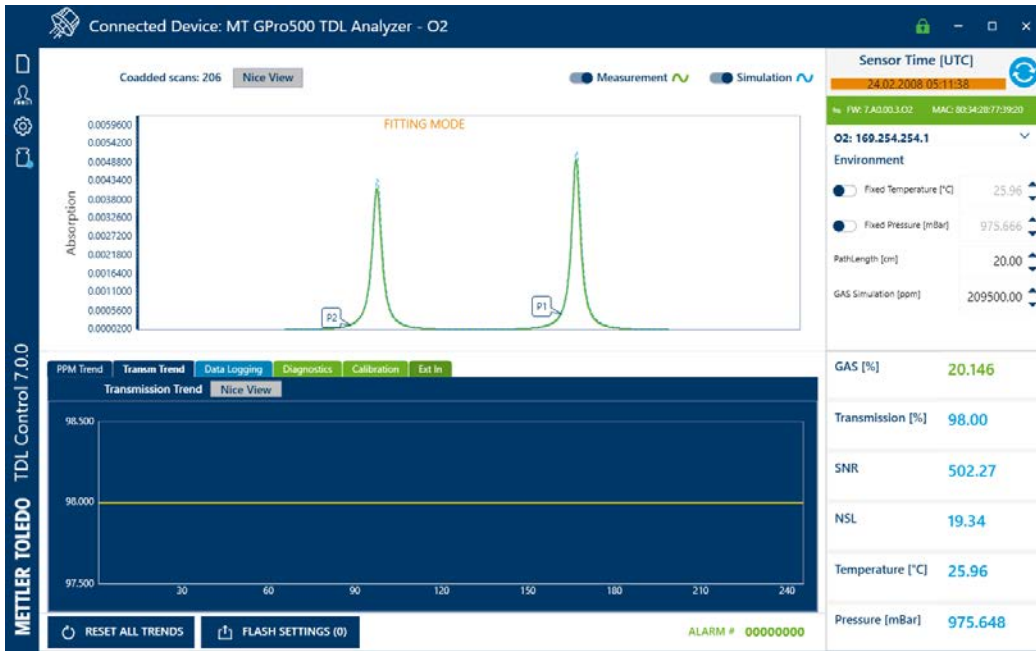 Connected Device: MT GPro500 TDL Analyzer - O2
Coadded scans: 206 Nice View
Measurement Simulation
FITTING MODE
Absorption
0.0059600
0.0054200
0.0048800
0.0043400
0.0038000
0.0032600
0.0027200
0.0021800
0.0016400
0.0011000
0.0005600
0.0000200
P2
P1
Sensor Time [UTC]
24.02.2008 05:11:38
FW: 7.A0.00.3.O2 MAC: 80:34:28:77:39:20
O2: 169.254.254.1
Environment
Fixed Temperature [°C] 25.96
Fixed Pressure [mBar] 975.666
PathLength [cm] 20.00
GAS Simulation [ppm] 209500.00
PPM Trend Transm Trend Data Logging Diagnostics Calibration Ext In
Transmission Trend Nice View
98.500
98.000
97.500
30 60 90 120 150 180 210 240
GAS [%] 20.146
Transmission [%] 98.00
SNR 502.27
NSL 19.34
Temperature [°C] 25.96
Pressure [mBar] 975.648
RESET ALL TRENDS FLASH SETTINGS (0)
ALARM # 00000000
METTLER TOLEDO TDL Control 7.0.0